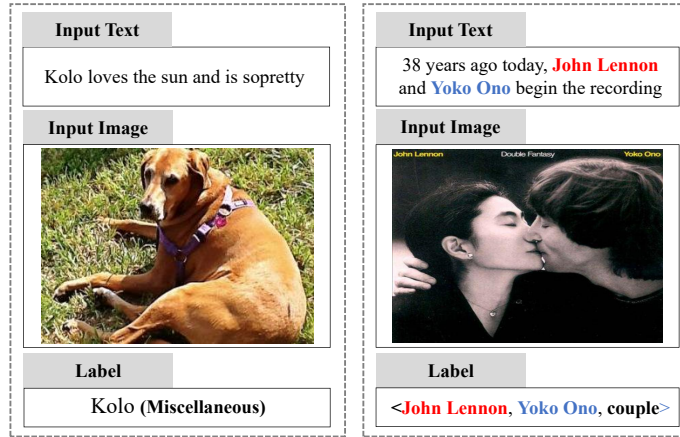 Input Text
Kolo loves the sun and is sopretty
Input Image
Label
Kolo (Miscellaneous)
Input Text
38 years ago today, John Lennon
and Yoko Ono begin the recording
Input Image
John Lennon Double Fantasy Yoko Ono
Label
<John Lennon, Yoko Ono, couple>